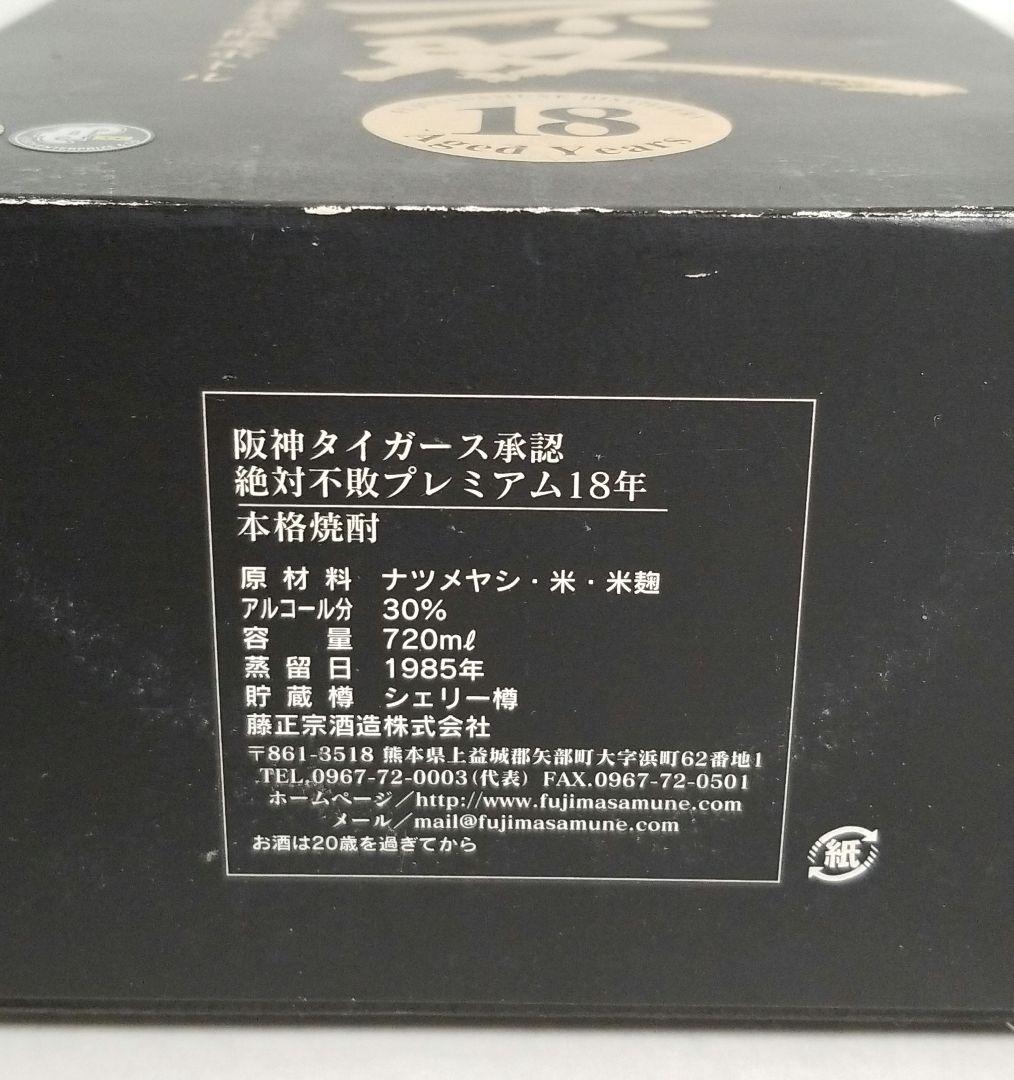 18
Aged Years
阪神タイガース承認
絶対不敗プレミアム18年
本格焼酎
原材料 ナツメヤシ・米・米麹
アルコール分 30%
容量 720mℓ
蒸留日 1985年
貯蔵樽 シェリー樽
藤正宗酒造株式会社
〒861-3518 熊本県上益城郡矢部町大字浜町62番地1
TEL.0967-72-0003(代表) FAX.0967-72-0501
ホームページ/http://www.fujimasamune.com
メール/mail@fujimasamune.com
お酒は20歳を過ぎてから
紙